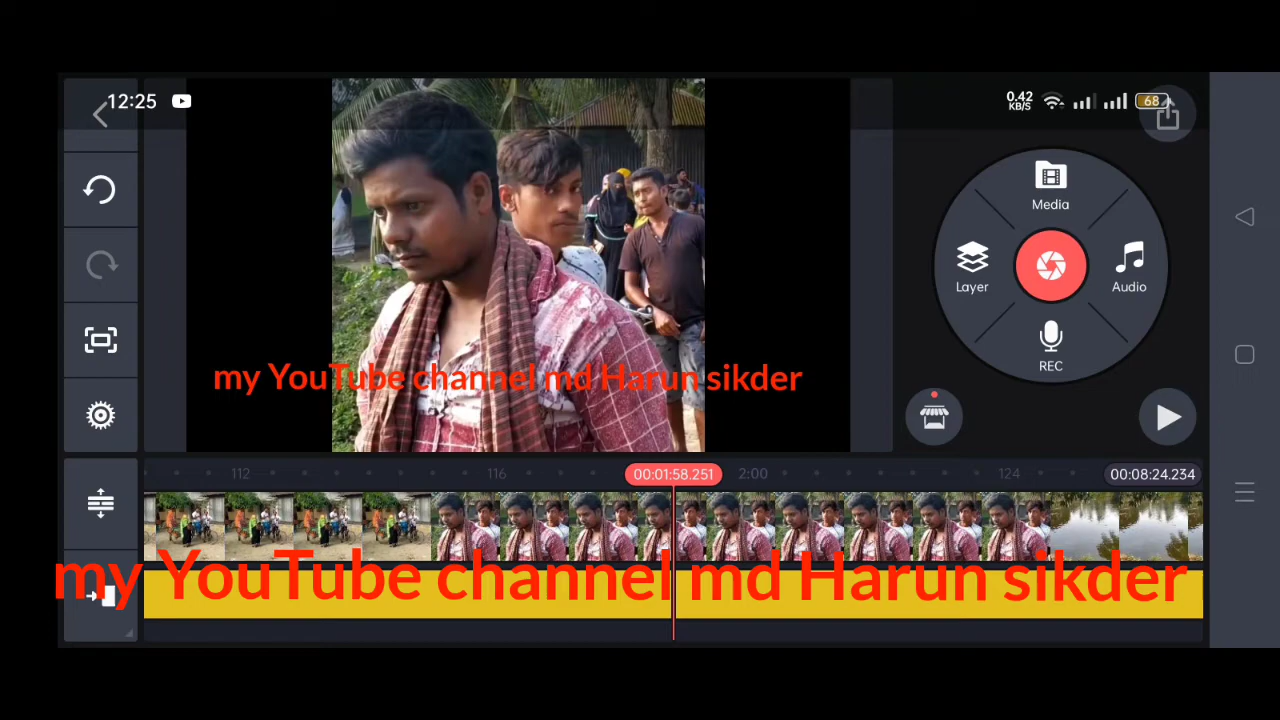 12:25
0.42
KB/S
68
Media
Layer
Audio
REC
my YouTube channel md Harun sikder
112
116
00:01:58.251
2:00
124
00:08:24.234
my YouTube channel md Harun sikder